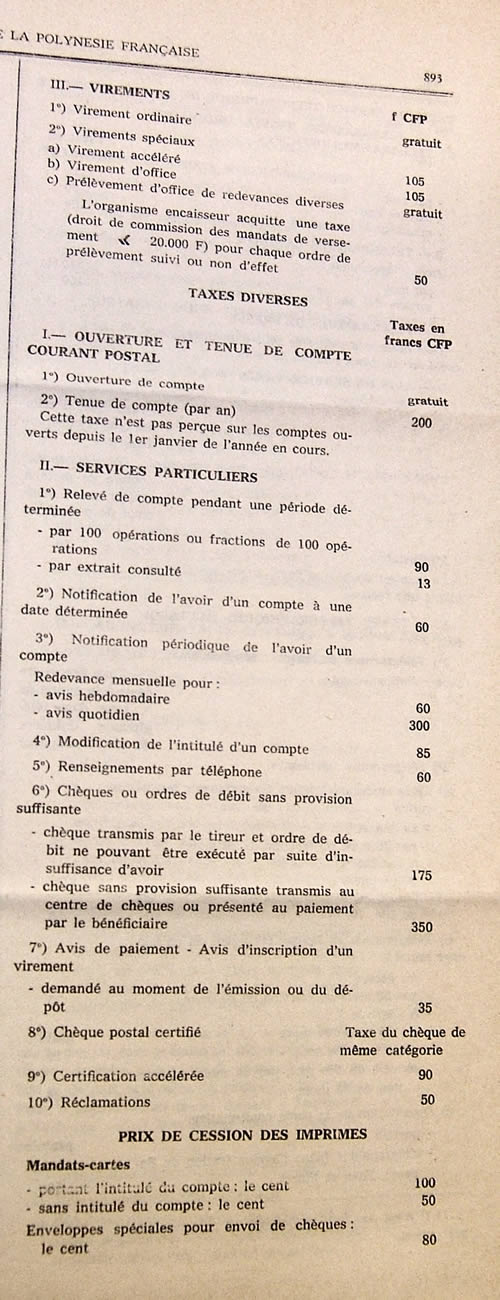 E LA POLYNESIE FRANÇAISE
893
III.— VIREMENTS
f CFP
1°) Virement ordinaire
gratuit
2°) Virements spéciaux
a) Virement accéléré 105
b) Virement d'office 105
c) Prélèvement d'office de redevances diverses gratuit
L'organisme encaisseur acquitte une taxe
(droit de commission des mandats de verse-
ment 20.000 F) pour chaque ordre de
prélèvement suivi ou non d'effet 50
TAXES DIVERSES
Taxes en
francs CFP
I.— OUVERTURE ET TENUE DE COMPTE
COURANT POSTAL
1°) Ouverture de compte gratuit
2°) Tenue de compte (par an) 200
Cette taxe n'est pas perçue sur les comptes ou-
verts depuis le 1er janvier de l'année en cours.
II.— SERVICES PARTICULIERS
1°) Relevé de compte pendant une période dé-
terminée
- par 100 opérations ou fractions de 100 opé-
rations 90
- par extrait consulté 13
2°) Notification de l'avoir d'un compte à une
date déterminée 60
3°) Notification périodique de l'avoir d'un
compte
Redevance mensuelle pour :
- avis hebdomadaire 60
- avis quotidien 300
4°) Modification de l'intitulé d'un compte 85
5°) Renseignements par téléphone 60
6°) Chèques ou ordres de débit sans provision
suffisante
- chèque transmis par le tireur et ordre de dé-
bit ne pouvant être exécuté par suite d'in-
suffisance d'avoir 175
- chèque sans provision suffisante transmis au
centre de chèques ou présenté au paiement
par le bénéficiaire 350
7°) Avis de paiement - Avis d'inscription d'un
virement
- demandé au moment de l'émission ou du dé-
pôt 35
8°) Chèque postal certifié Taxe du chèque de
même catégorie
9°) Certification accélérée 90
10°) Réclamations 50
PRIX DE CESSION DES IMPRIMES
Mandats-cartes
- portant l'intitulé du compte : le cent 100
- sans intitulé du compte : le cent 50
Enveloppes spéciales pour envoi de chèques :
le cent 80